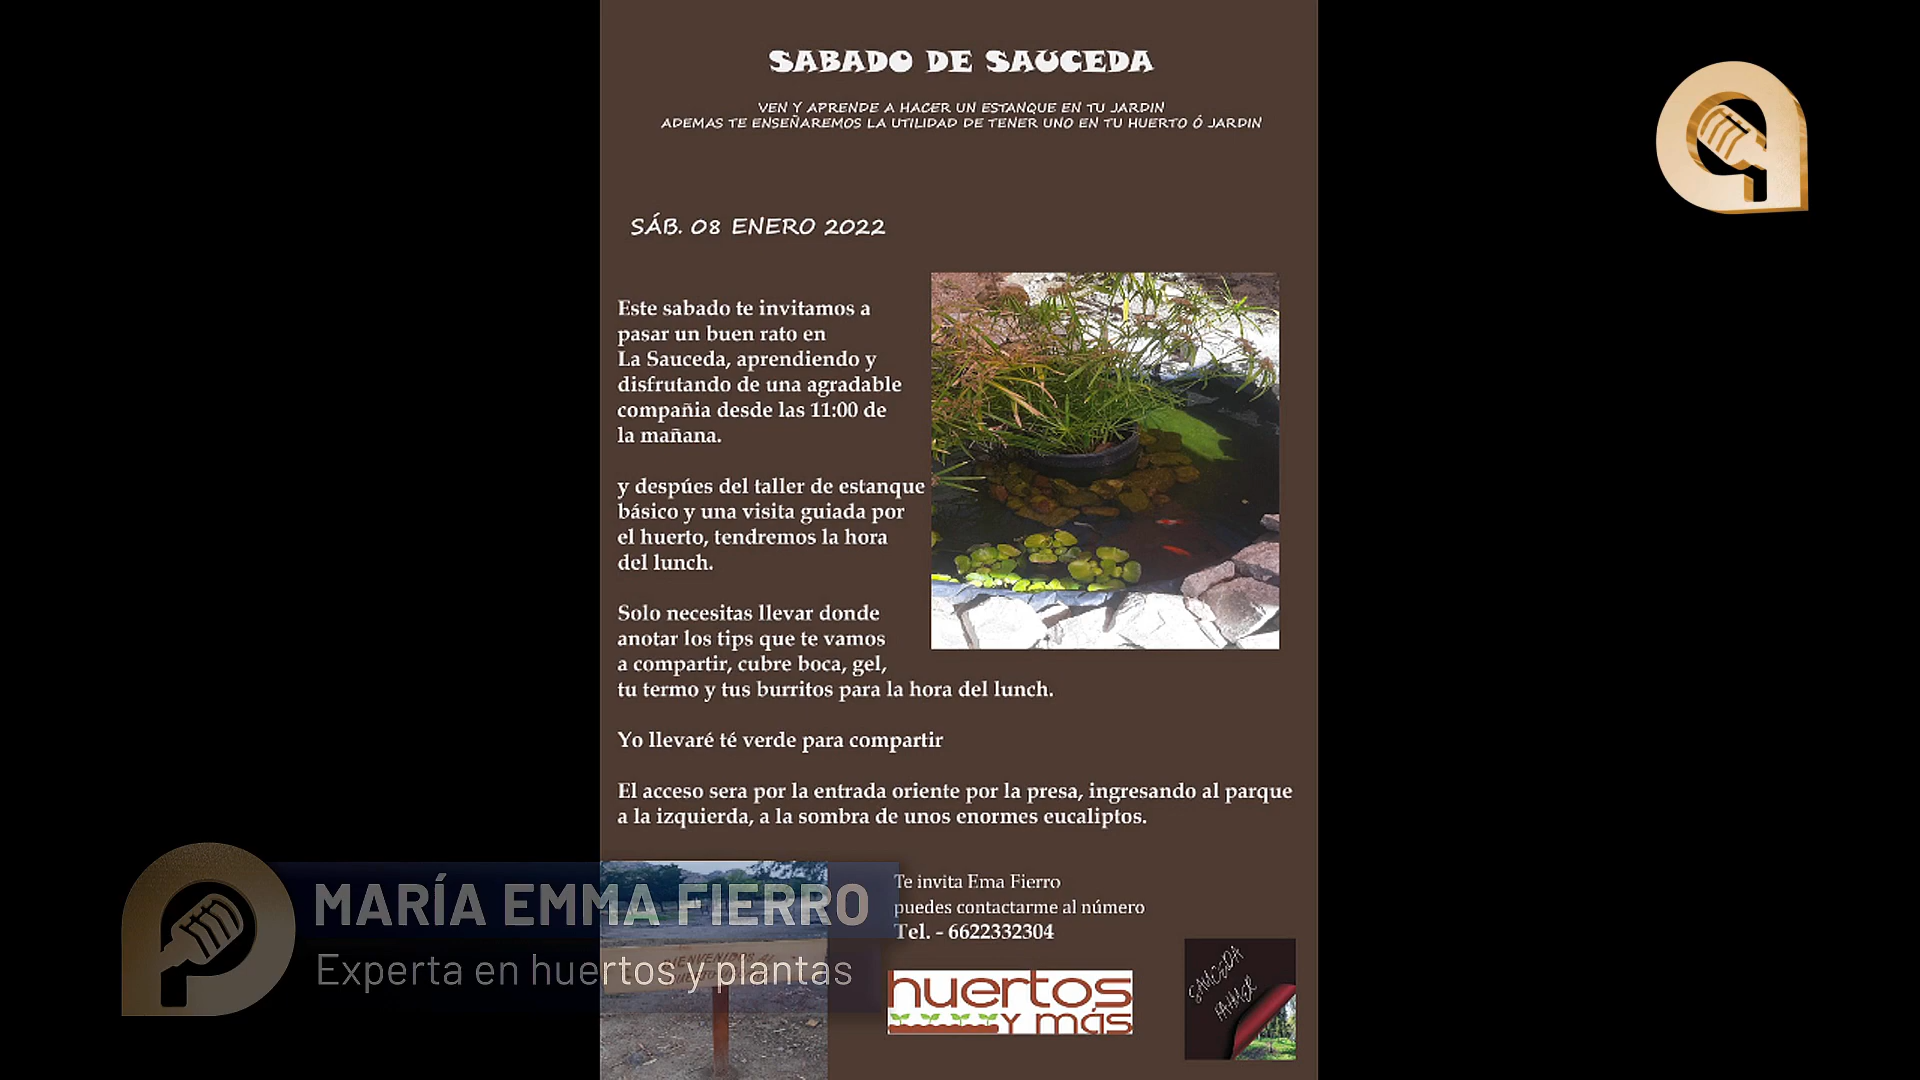 SABADO DE SAUCEDA
VEN Y APRENDE A HACER UN ESTANQUE EN TU JARDIN
ADEMAS TE ENSEÑAREMOS LA UTILIDAD DE TENER UNO EN TU HUERTO Ó JARDIN
SÁB. 08 ENERO 2022
Este sabado te invitamos a
pasar un buen rato en
La Sauceda, aprendiendo y
disfrutando de una agradable
compañia desde las 11:00 de
la mañana.
y despúes del taller de estanque
básico y una visita guiada por
el huerto, tendremos la hora
del lunch.
Solo necesitas llevar donde
anotar los tips que te vamos
a compartir, cubre boca, gel,
tu termo y tus burritos para la hora del lunch.
Yo llevaré té verde para compartir
El acceso sera por la entrada oriente por la presa, ingresando al parque
a la izquierda, a la sombra de unos enormes eucaliptos.
MARÍA EMMA FIERRO
Experta en huertos y plantas
BIENVENIDOS
Te invita Ema Fierro
puedes contactarme al número
Tel. - 6622332304
huertos
Y más
SAUCEDA